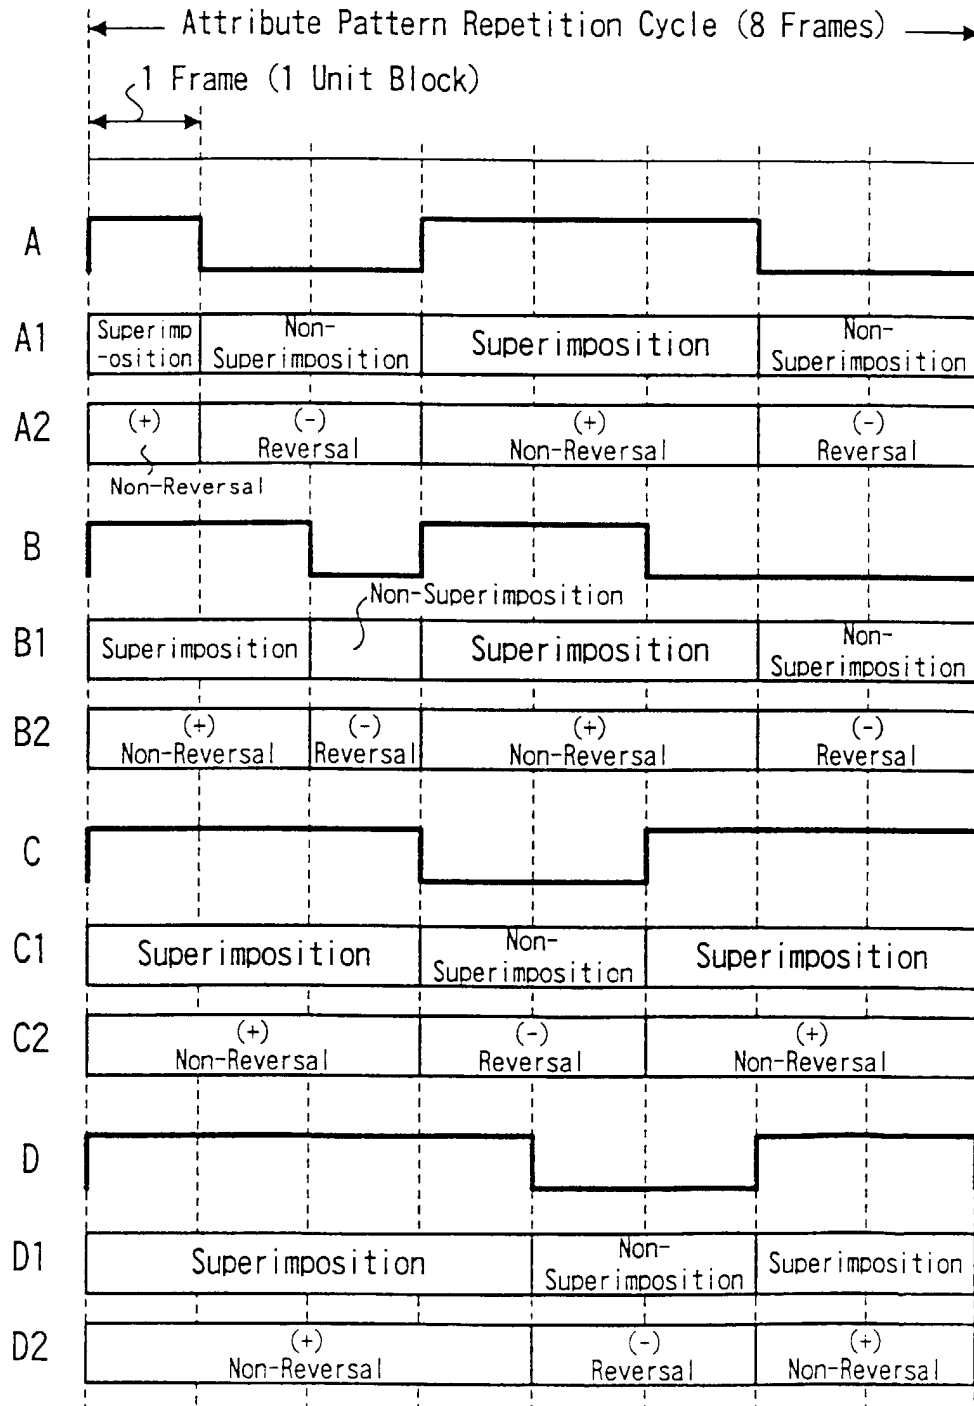 Attribute Pattern Repetition Cycle (8 Frames)
1 Frame (1 Unit Block)
A
A1
Superimp
-osition
Non-
Superimposition
Superimposition
Non-
Superimposition
A2
(+)
(-)
Reversal
(+)
Non-Reversal
(-)
Reversal
Non-Reversal
B
Non-Superimposition
B1
Superimposition
Superimposition
Non-
Superimposition
B2
(+)
Non-Reversal
(-)
Reversal
(+)
Non-Reversal
(-)
Reversal
C
C1
Superimposition
Non-
Superimposition
Superimposition
C2
(+)
Non-Reversal
(-)
Reversal
(+)
Non-Reversal
D
D1
Superimposition
Non-
Superimposition
Superimposition
D2
(+)
Non-Reversal
(-)
Reversal
(+)
Non-Reversal